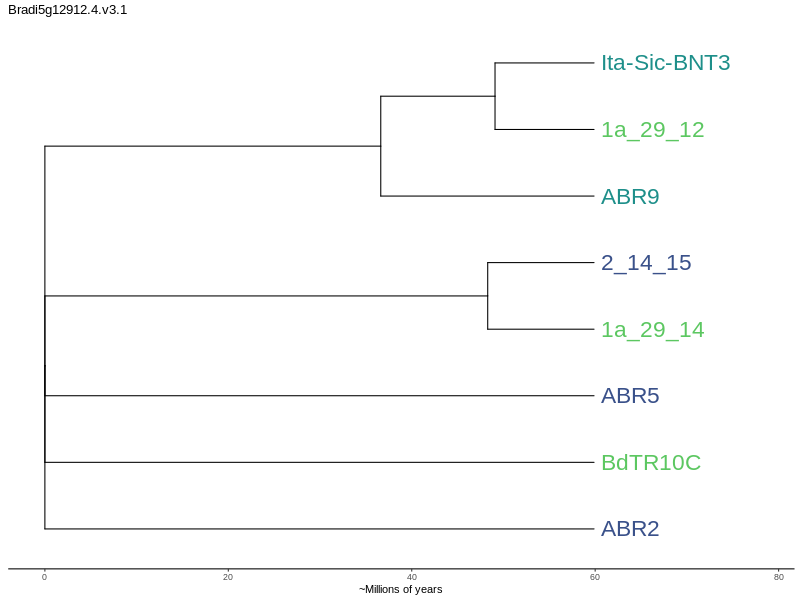 Bradi5g12912.4.v3.1
Ita-Sic-BNT3
1a_29_12
ABR9
2_14_15
1a_29_14
ABR5
BdTR10C
ABR2
0 20 40 60 80
~Millions of years